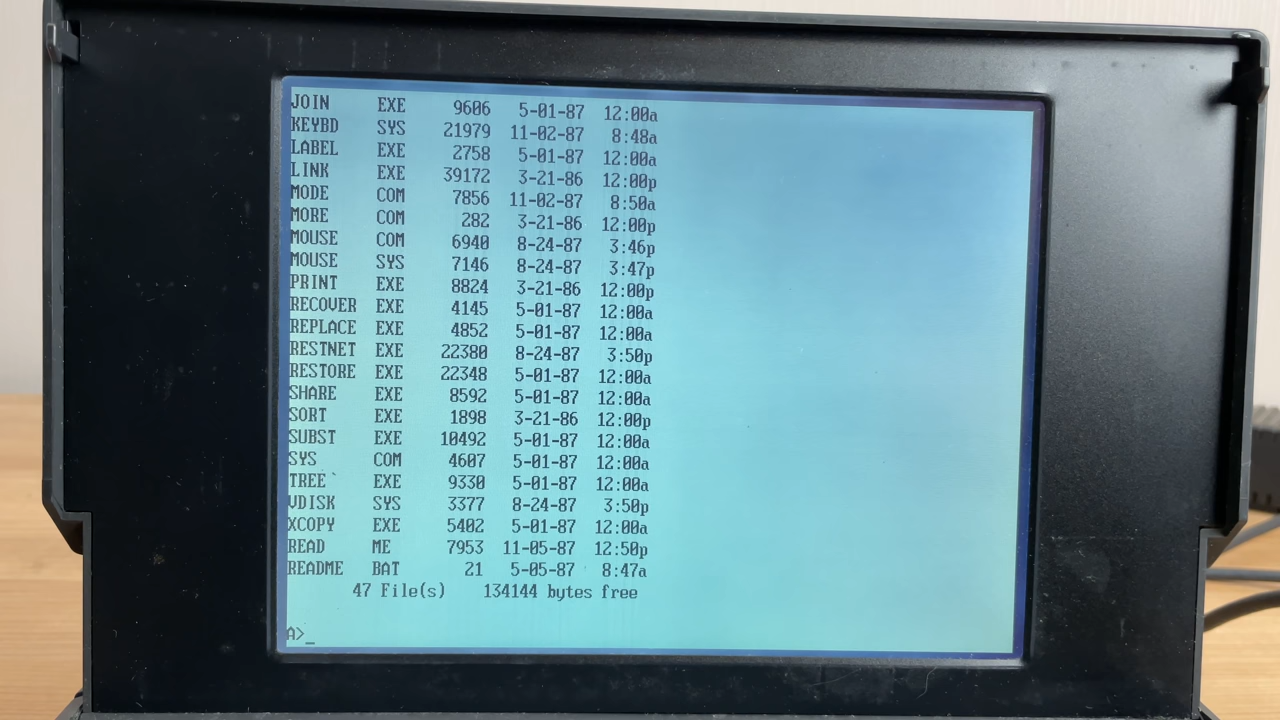 JOIN EXE 9606 5-01-87 12:00a
KEYBD SYS 21979 11-02-87 8:48a
LABEL EXE 2758 5-01-87 12:00a
LINK EXE 39172 3-21-86 12:00p
MODE COM 7856 11-02-87 8:50a
MORE COM 282 3-21-86 12:00p
MOUSE COM 6940 8-24-87 3:46p
MOUSE SYS 7146 8-24-87 3:47p
PRINT EXE 8824 3-21-86 12:00p
RECOVER EXE 4145 5-01-87 12:00a
REPLACE EXE 4852 5-01-87 12:00a
RESTNET EXE 22380 8-24-87 3:50p
RESTORE EXE 22348 5-01-87 12:00a
SHARE EXE 8592 5-01-87 12:00a
SORT EXE 1898 3-21-86 12:00p
SUBST EXE 10492 5-01-87 12:00a
SYS COM 4607 5-01-87 12:00a
TREE EXE 9330 5-01-87 12:00a
VDISK SYS 3377 8-24-87 3:50p
XCOPY EXE 5402 5-01-87 12:00a
READ ME 7953 11-05-87 12:50p
README BAT 21 5-05-87 8:47a
47 File(s) 134144 bytes free
A>_